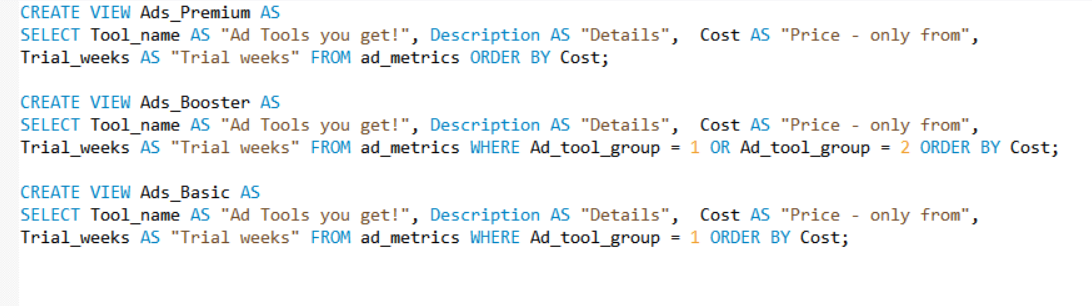 CREATE VIEW Ads_Premium AS
SELECT Tool_name AS "Ad Tools you get!", Description AS "Details",  Cost AS "Price - only from",
Trial_weeks AS "Trial weeks" FROM ad_metrics ORDER BY Cost;
CREATE VIEW Ads_Booster AS
SELECT Tool_name AS "Ad Tools you get!", Description AS "Details",  Cost AS "Price - only from",
Trial_weeks AS "Trial weeks" FROM ad_metrics WHERE Ad_tool_group = 1 OR Ad_tool_group = 2 ORDER BY Cost;
CREATE VIEW Ads_Basic AS
SELECT Tool_name AS "Ad Tools you get!", Description AS "Details",  Cost AS "Price - only from",
Trial_weeks AS "Trial weeks" FROM ad_metrics WHERE Ad_tool_group = 1 ORDER BY Cost;